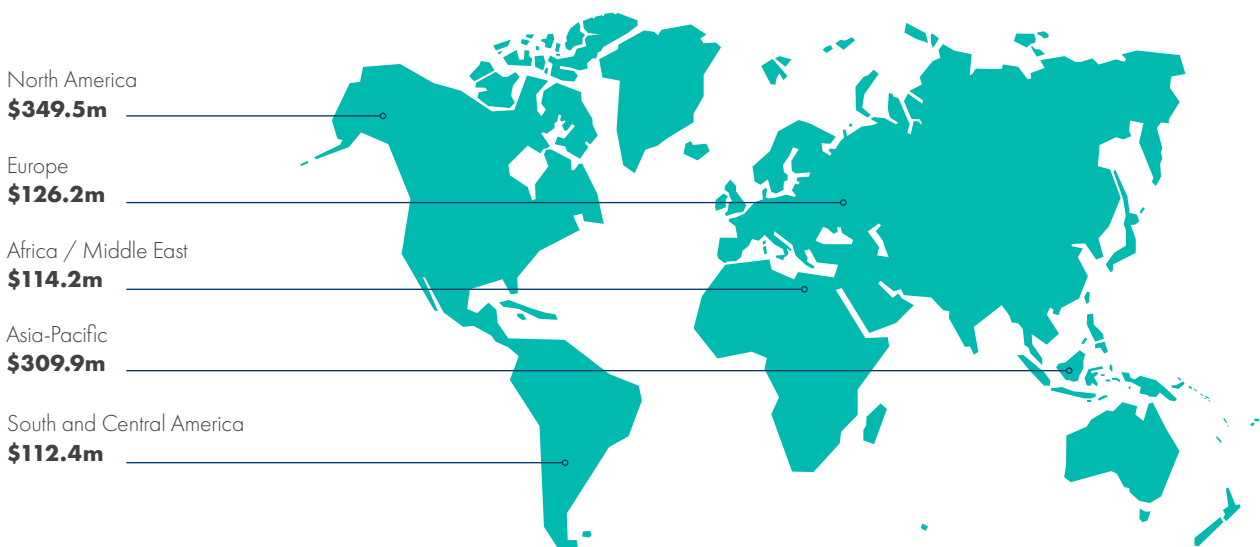 North America
$349.5m
Europe
$126.2m
Africa / Middle East
$114.2m
Asia-Pacific
$309.9m
South and Central America
$112.4m